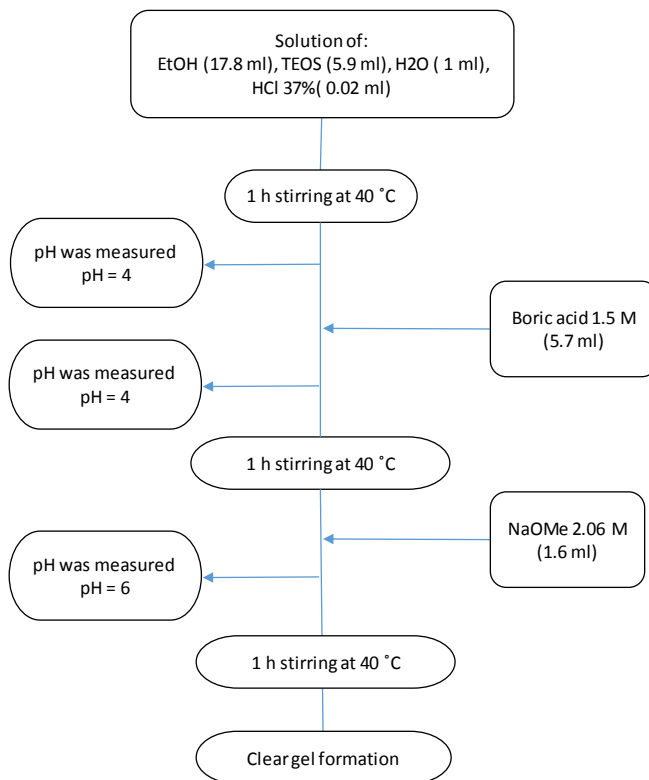 Solution of:
EtOH (17.8 ml), TEOS (5.9 ml), H2O ( 1 ml),
HCl 37%( 0.02 ml)
1 h stirring at 40 ˚C
pH was measured
pH = 4
Boric acid 1.5 M
(5.7 ml)
pH was measured
pH = 4
1 h stirring at 40 ˚C
NaOMe 2.06 M
(1.6 ml)
pH was measured
pH = 6
1 h stirring at 40 ˚C
Clear gel formation